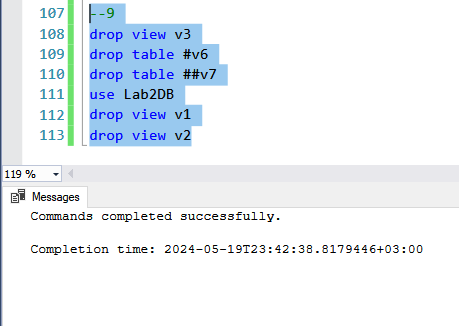 107 --9
108 drop view v3
109 drop table #v6
110 drop table ##v7
111 use Lab2DB
112 drop view v1
113 drop view v2
119 %
Messages
Commands completed successfully.
Completion time: 2024-05-19T23:42:38.8179446+03:00